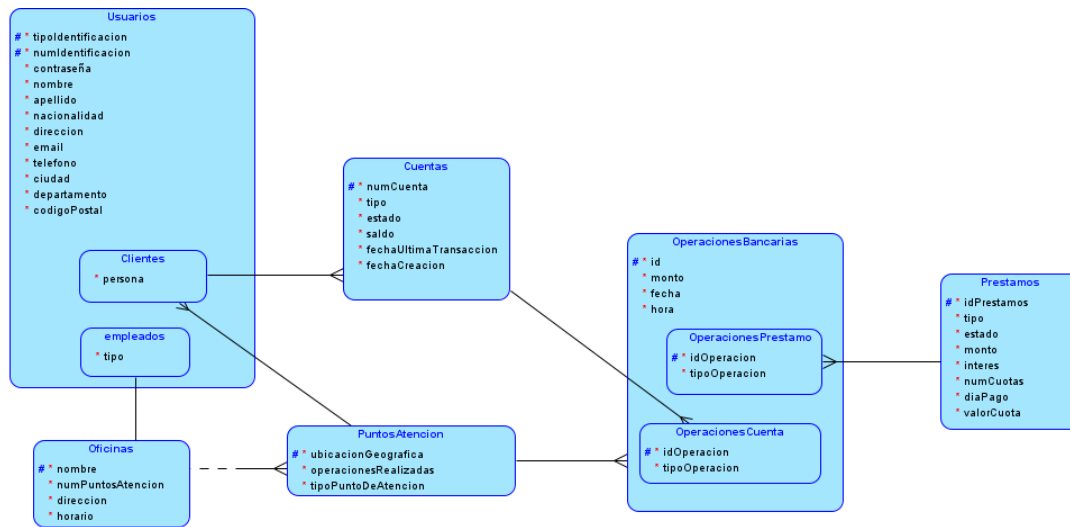 Usuarios
# * tipoIdentificacion
# * numIdentificacion
* contraseña
* nombre
* apellido
* nacionalidad
* direccion
* email
* telefono
* ciudad
* departamento
* codigoPostal
Clientes
* persona
empleados
* tipo
Oficinas
# * nombre
* numPuntosAtencion
* direccion
* horario
Cuentas
# * numCuenta
* tipo
* estado
* saldo
* fechaUltimaTransaccion
* fechaCreacion
PuntosAtencion
# * ubicacionGeografica
* operacionesRealizadas
* tipoPuntoDeAtencion
OperacionesBancarias
# * id
* monto
* fecha
* hora
OperacionesPrestamo
# * idOperacion
* tipoOperacion
OperacionesCuenta
# * idOperacion
* tipoOperacion
Prestamos
# * idPrestamos
* tipo
* estado
* monto
* interes
* numCuotas
* diaPago
* valorCuota